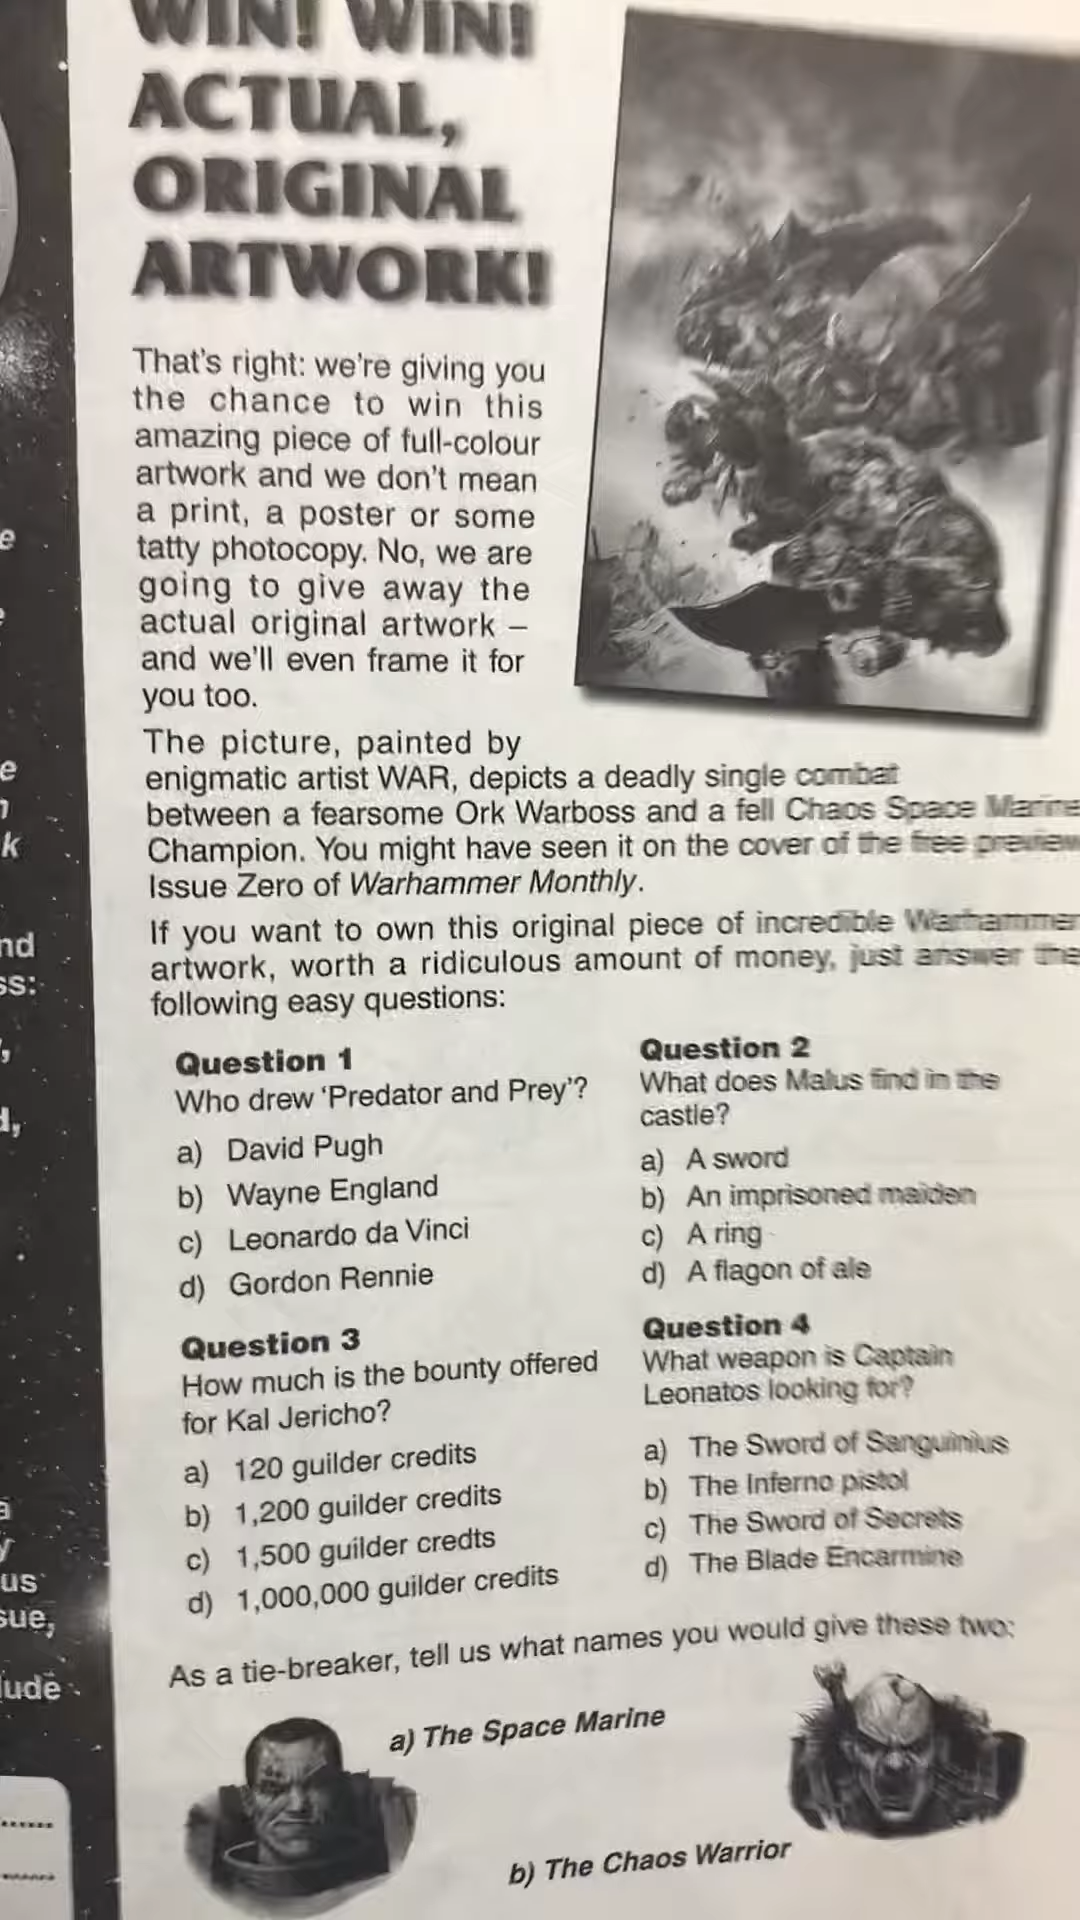 WIN! WIN!
ACTUAL,
ORIGINAL
ARTWORK!
That's right: we're giving you
the chance to win this
amazing piece of full-colour
artwork and we don't mean
a print, a poster or some
tatty photocopy. No, we are
going to give away the
actual original artwork –
and we'll even frame it for
you too.
The picture, painted by
enigmatic artist WAR, depicts a deadly single combat
between a fearsome Ork Warboss and a fell Chaos Space Marine
Champion. You might have seen it on the cover of the free preview
Issue Zero of Warhammer Monthly.
If you want to own this original piece of incredible Warhammer
artwork, worth a ridiculous amount of money, just answer the
following easy questions:
Question 1
Who drew 'Predator and Prey'?
a) David Pugh
b) Wayne England
c) Leonardo da Vinci
d) Gordon Rennie
Question 2
What does Malus find in the
castle?
a) A sword
b) An imprisoned maiden
c) A ring
d) A flagon of ale
Question 3
How much is the bounty offered
for Kal Jericho?
a) 120 guilder credits
b) 1,200 guilder credits
c) 1,500 guilder credts
d) 1,000,000 guilder credits
Question 4
What weapon is Captain
Leonatos looking for?
a) The Sword of Sanguinius
b) The Inferno pistol
c) The Sword of Secrets
d) The Blade Encarmine
As a tie-breaker, tell us what names you would give these two:
a) The Space Marine
b) The Chaos Warrior